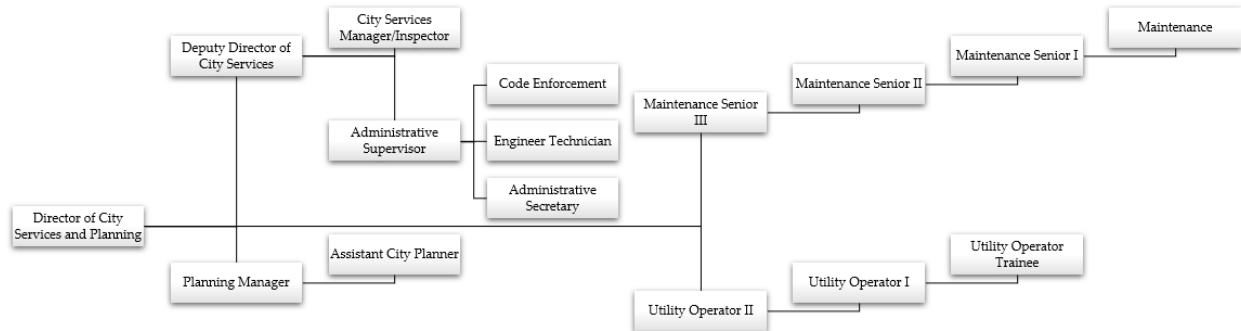 City Services
Manager/Inspector
Maintenance
Deputy Director of
City Services
Maintenance Senior I
Code Enforcement
Maintenance Senior II
Maintenance Senior
III
Administrative
Supervisor
Engineer Technician
Administrative
Secretary
Director of City
Services and Planning
Assistant City Planner
Utility Operator
Trainee
Planning Manager
Utility Operator I
Utility Operator II